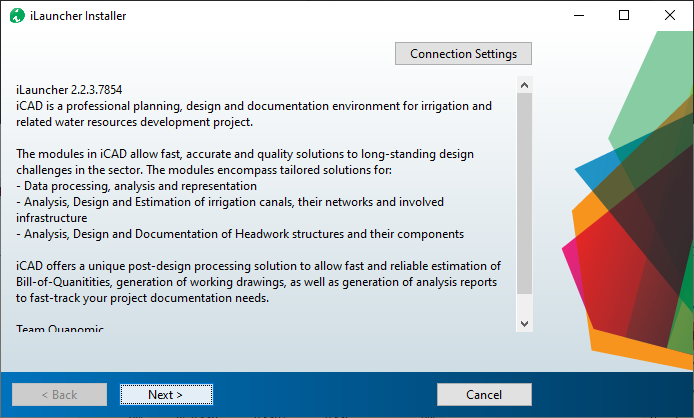 iLauncher Installer
Connection Settings
iLauncher 2.2.3.7854
iCAD is a professional planning, design and documentation environment for irrigation and
related water resources development project.
The modules in iCAD allow fast, accurate and quality solutions to long-standing design
challenges in the sector. The modules encompass tailored solutions for:
- Data processing, analysis and representation
- Analysis, Design and Estimation of irrigation canals, their networks and involved
infrastructure
- Analysis, Design and Documentation of Headwork structures and their components
iCAD offers a unique post-design processing solution to allow fast and reliable estimation of
Bill-of-Quanitities, generation of working drawings, as well as generation of analysis reports
to fast-track your project documentation needs.
Team Quanomic
< Back
Next >
Cancel